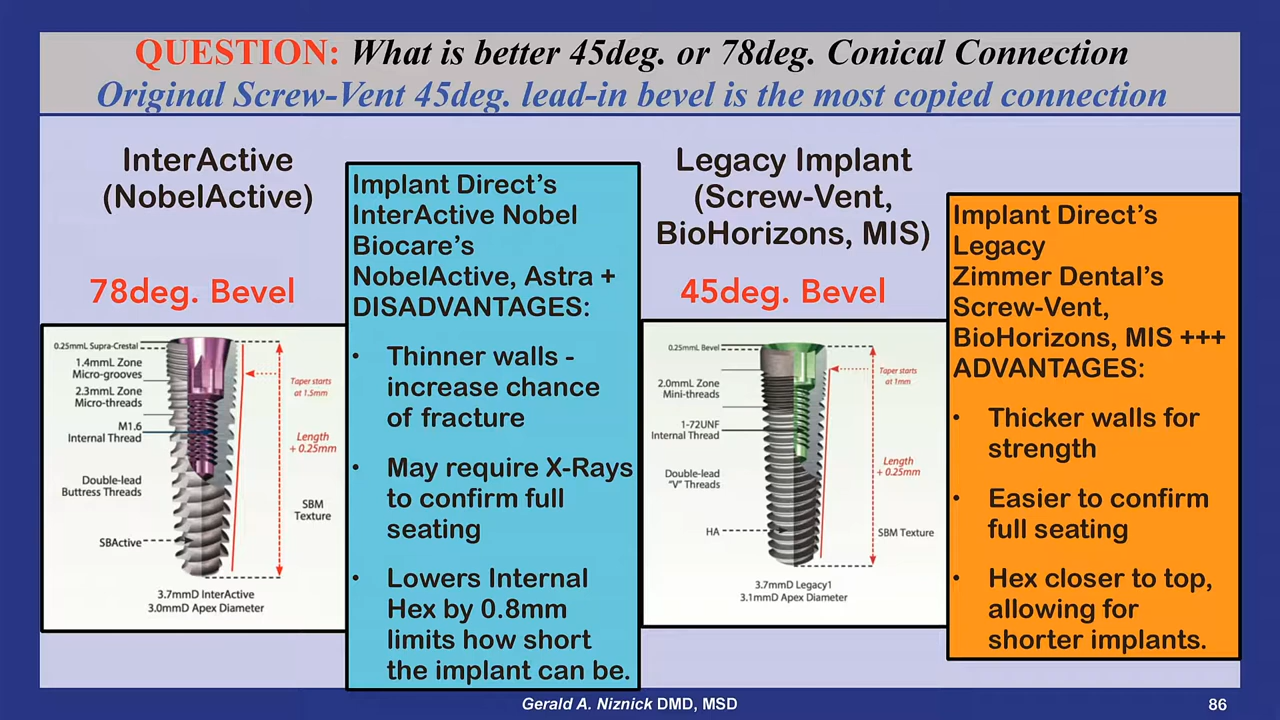 QUESTION: What is better 45deg. or 78deg. Conical Connection
Original Screw-Vent 45deg. lead-in bevel is the most copied connection
InterActive
(NobelActive)
78deg. Bevel
0.25mmL Supra-Crestal
1.4mmL Zone
Micro-grooves
2.3mmL Zone
Micro-threads
M1.6
Internal Thread
Double-lead
Buttress Threads
SBActive
Taper starts
at 1.5mm
Length
+ 0.25mm
SBM
Texture
3.7mmD InterActive
3.0mmD Apex Diameter
Implant Direct’s
InterActive Nobel
Biocare’s
NobelActive, Astra +
DISADVANTAGES:
• Thinner walls -
increase chance
of fracture
• May require X-Rays
to confirm full
seating
• Lowers Internal
Hex by 0.8mm
limits how short
the implant can be.
Legacy Implant
(Screw-Vent,
BioHorizons, MIS)
45deg. Bevel
0.25mmL Bevel
2.0mmL Zone
Mini-threads
1-72UNF
Internal Thread
Double-lead
“V” Threads
HA
Taper starts
at 1mm
Length
+ 0.25mm
SBM Texture
3.7mmD Legacy1
3.1mmD Apex Diameter
Implant Direct’s
Legacy
Zimmer Dental’s
Screw-Vent,
BioHorizons, MIS +++
ADVANTAGES:
• Thicker walls for
strength
• Easier to confirm
full seating
• Hex closer to top,
allowing for
shorter implants.
Gerald A. Niznick DMD, MSD
86